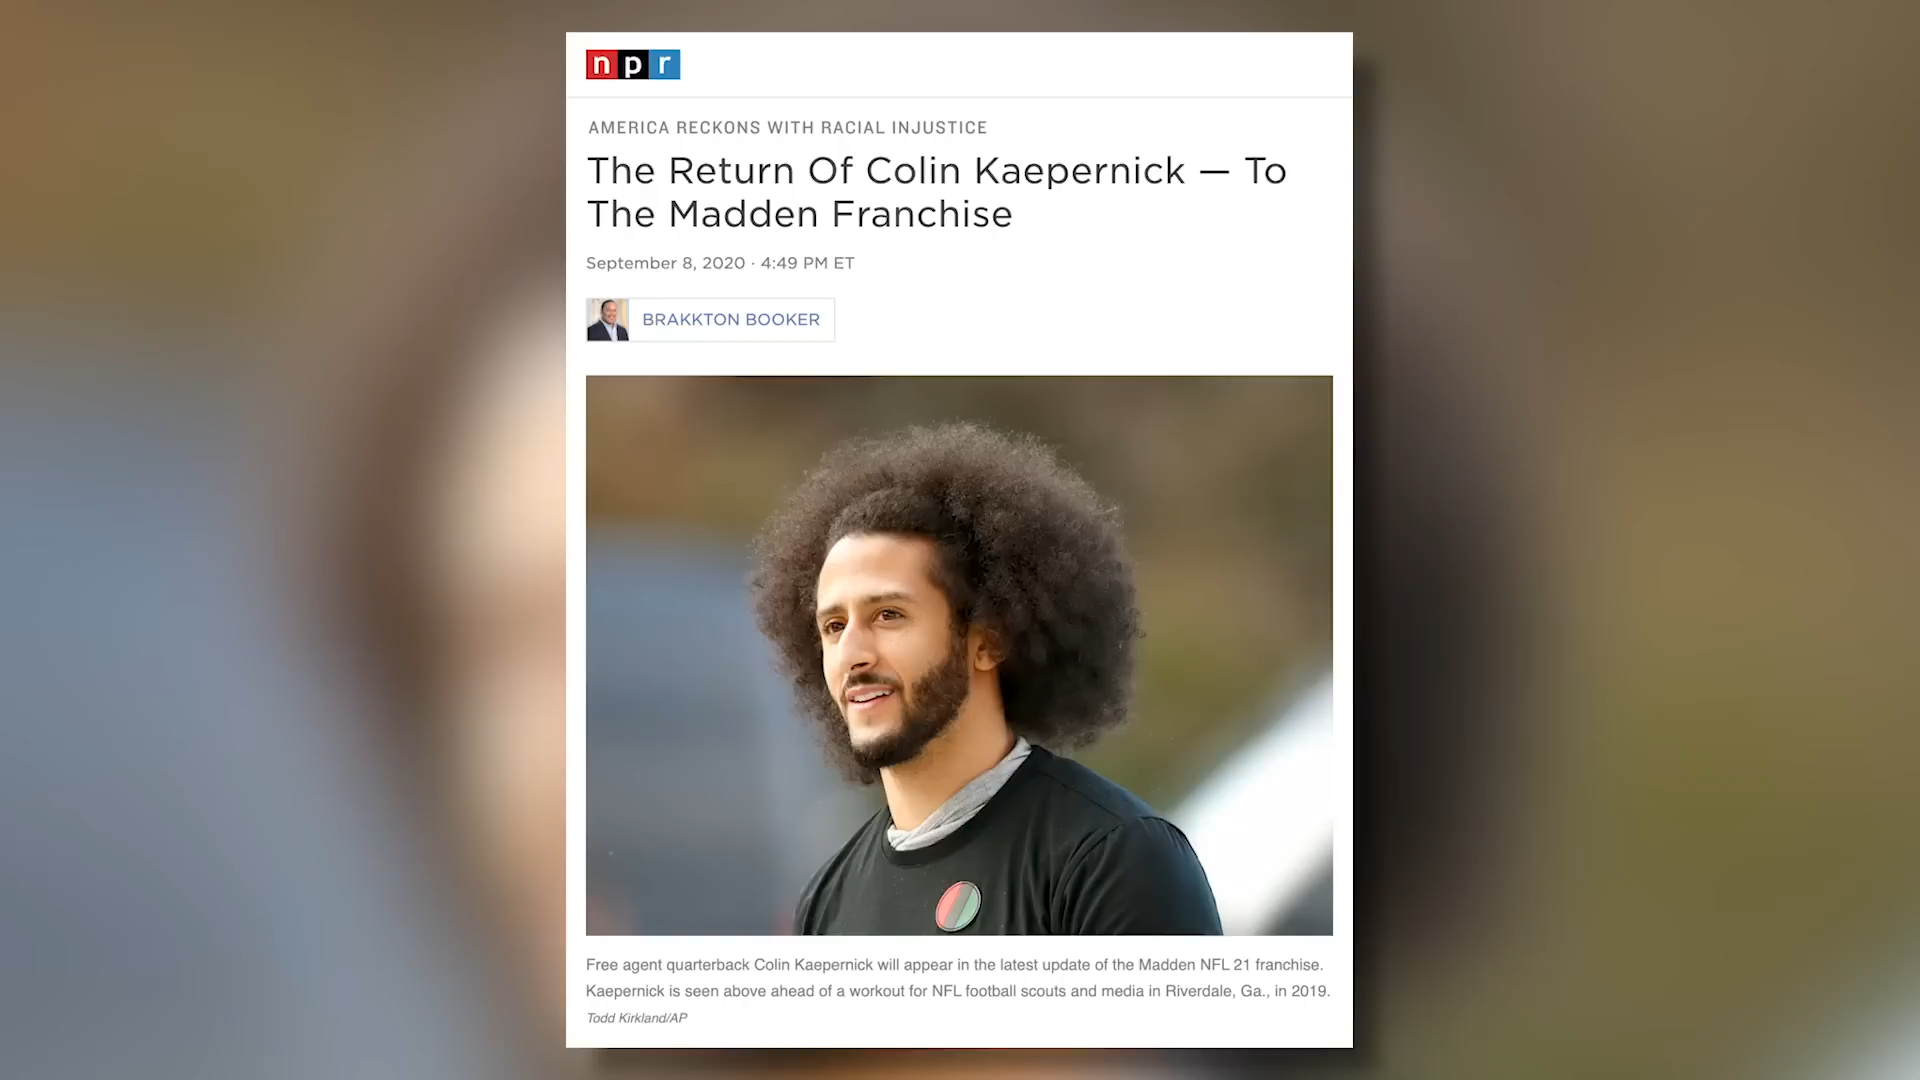 npr
AMERICA RECKONS WITH RACIAL INJUSTICE
The Return Of Colin Kaepernick — To
The Madden Franchise
September 8, 2020 · 4:49 PM ET
BRAKKTON BOOKER
Free agent quarterback Colin Kaepernick will appear in the latest update of the Madden NFL 21 franchise.
Kaepernick is seen above ahead of a workout for NFL football scouts and media in Riverdale, Ga., in 2019.
Todd Kirkland/AP